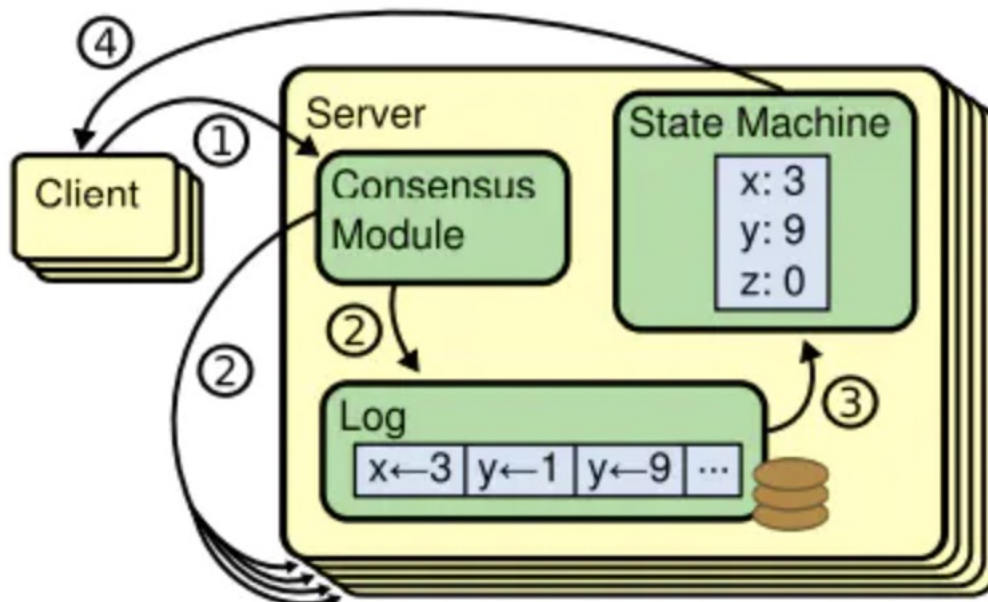 ④
①
Server
State Machine
Client
Consensus
Module
x: 3
y: 9
z: 0
②
②
③
Log
x←3 y←1 y←9 ...